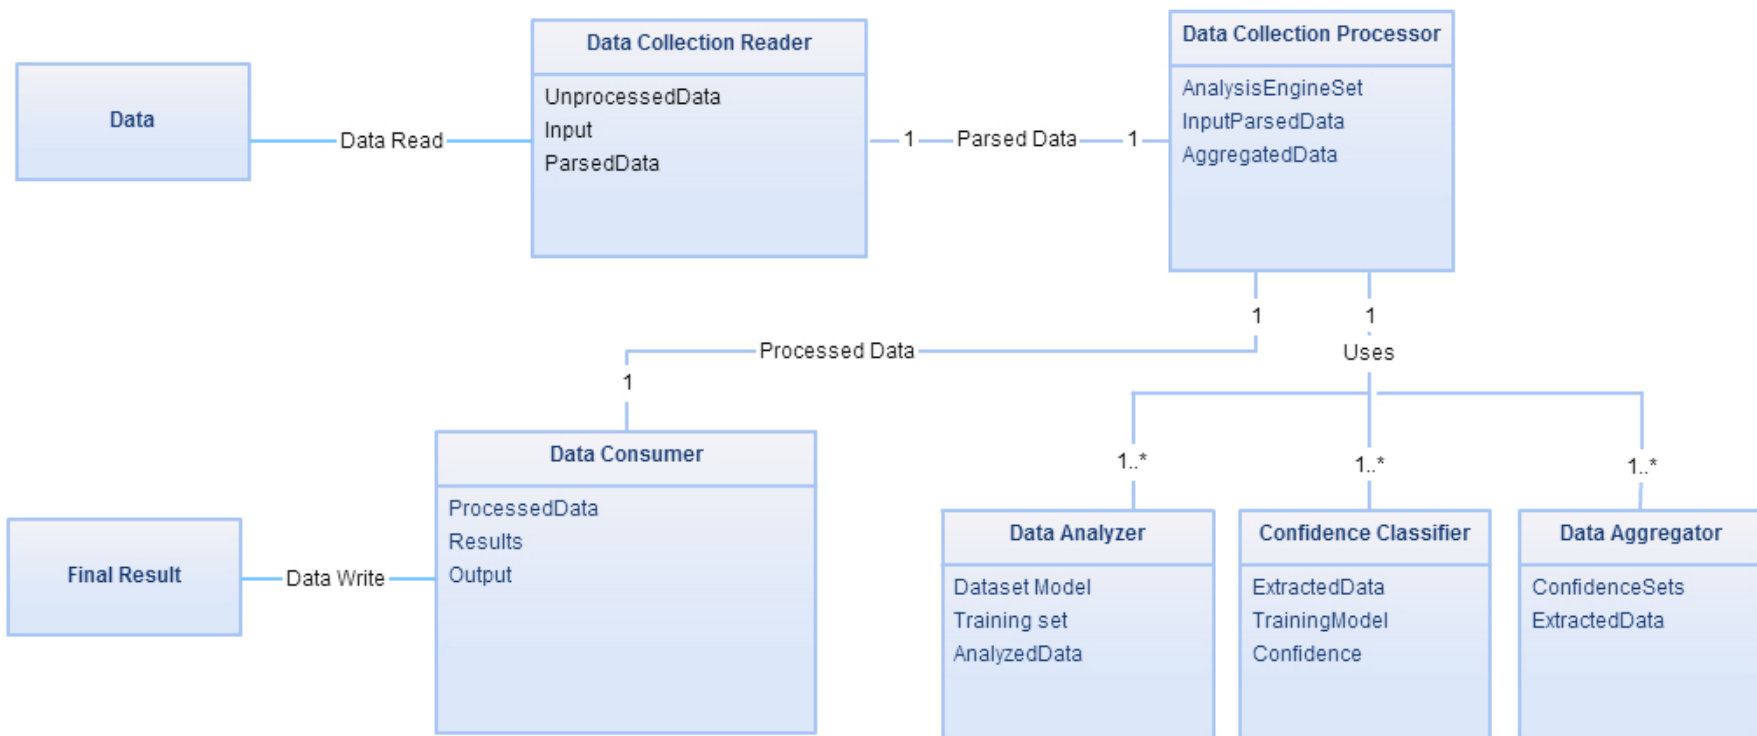 Data
Data Read
Data Collection Reader
UnprocessedData
Input
ParsedData
1
Parsed Data
1
Data Collection Processor
AnalysisEngineSet
InputParsedData
AggregatedData
1
1
Processed Data
Uses
1
Data Consumer
ProcessedData
Results
Output
Final Result
Data Write
1..*
1..*
1..*
Data Analyzer
Dataset Model
Training set
AnalyzedData
Confidence Classifier
ExtractedData
TrainingModel
Confidence
Data Aggregator
ConfidenceSets
ExtractedData